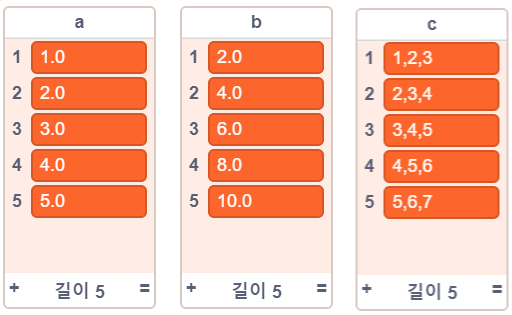 a
1 1.0
2 2.0
3 3.0
4 4.0
5 5.0
+ 길이 5 =
b
1 2.0
2 4.0
3 6.0
4 8.0
5 10.0
+ 길이 5 =
c
1 1,2,3
2 2,3,4
3 3,4,5
4 4,5,6
5 5,6,7
+ 길이 5 =